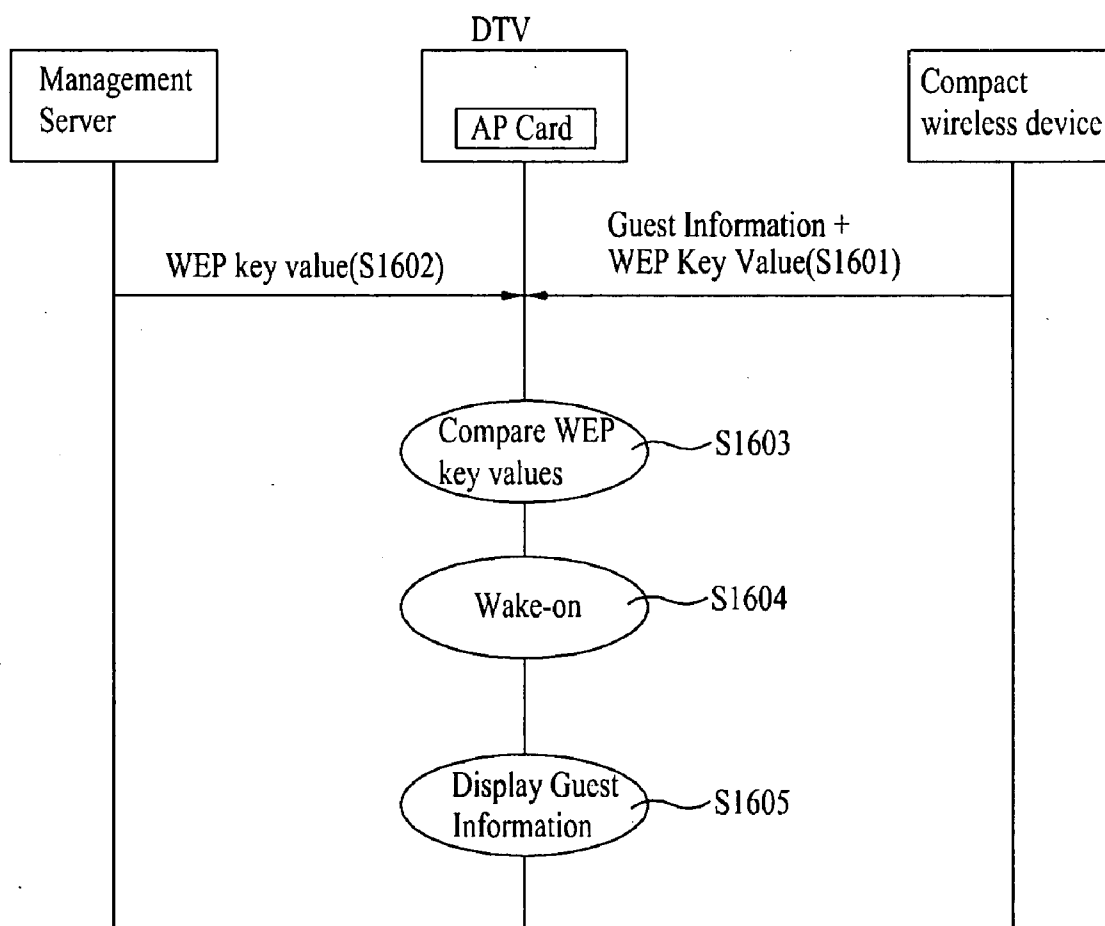 DTV
Management
Server
AP Card
Compact
wireless device
Guest Information +
WEP Key Value(S1601)
WEP key value(S1602)
Compare WEP
key values
S1603
Wake-on
S1604
Display Guest
Information
S1605